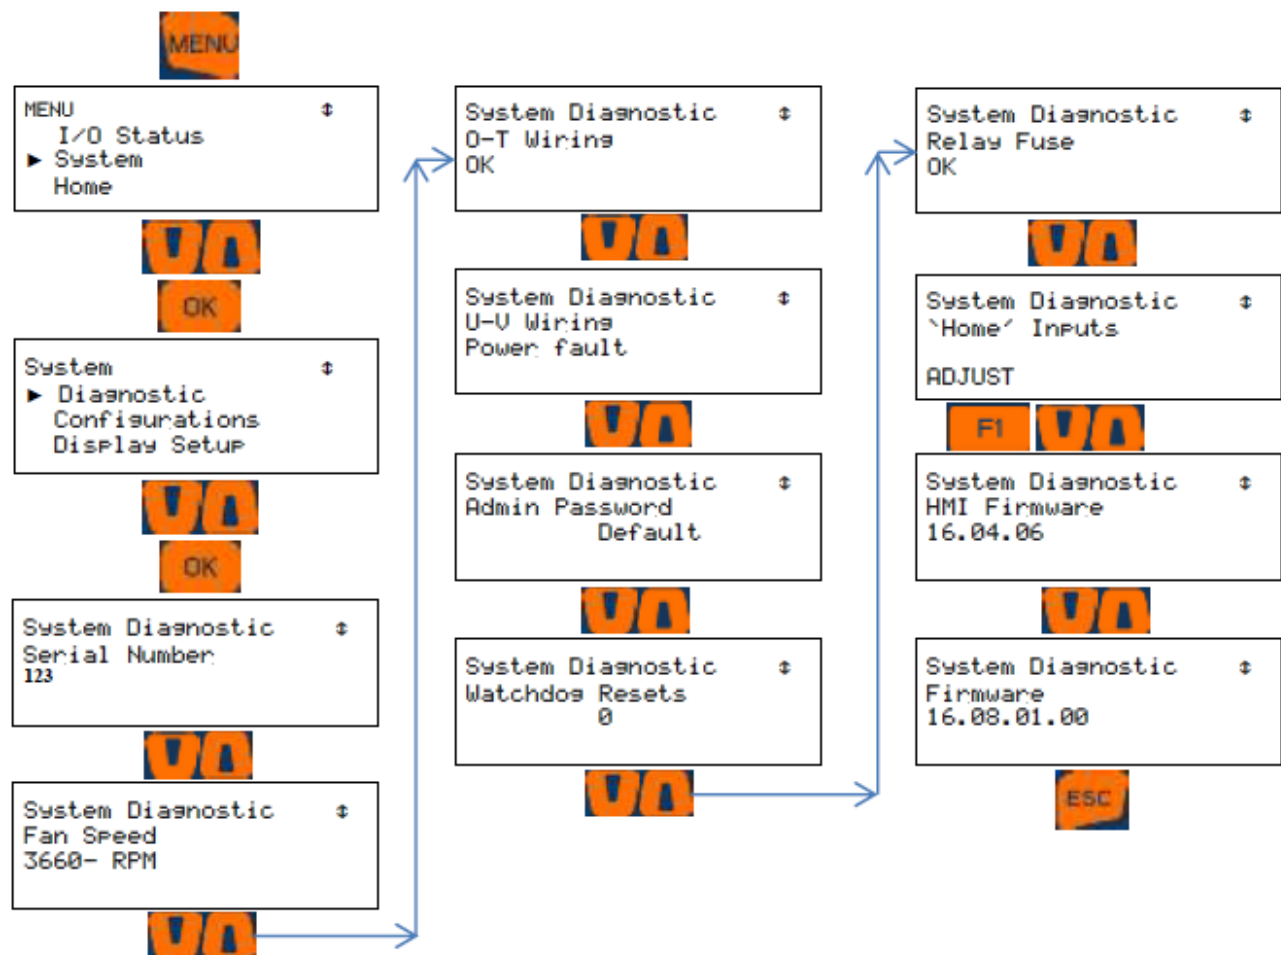 MENU
MENU ↕
I/O Status
► System
Home
OK
System ↕
► Diagnostic
Configurations
Display Setup
OK
System Diagnostic ↕
Serial Number
123
System Diagnostic ↕
Fan Speed
3660- RPM
System Diagnostic ↕
O-T Wiring
OK
System Diagnostic ↕
U-V Wiring
Power fault
System Diagnostic ↕
Admin Password
Default
System Diagnostic ↕
Watchdog Resets
0
System Diagnostic ↕
Relay Fuse
OK
System Diagnostic ↕
`Home´ Inputs
ADJUST
F1
System Diagnostic ↕
HMI Firmware
16.04.06
System Diagnostic ↕
Firmware
16.08.01.00
ESC